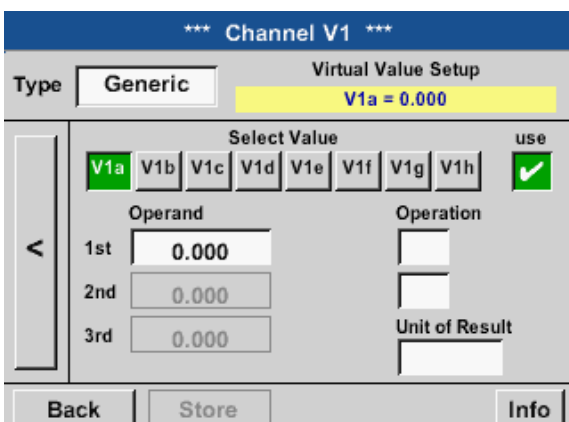 *** Channel V1 ***
Type Generic
Virtual Value Setup
V1a = 0.000
Select Value
use
V1a V1b V1c V1d V1e V1f V1g V1h
Operand
Operation
<
1st 0.000
2nd 0.000
3rd 0.000
Unit of Result
Back Store Info